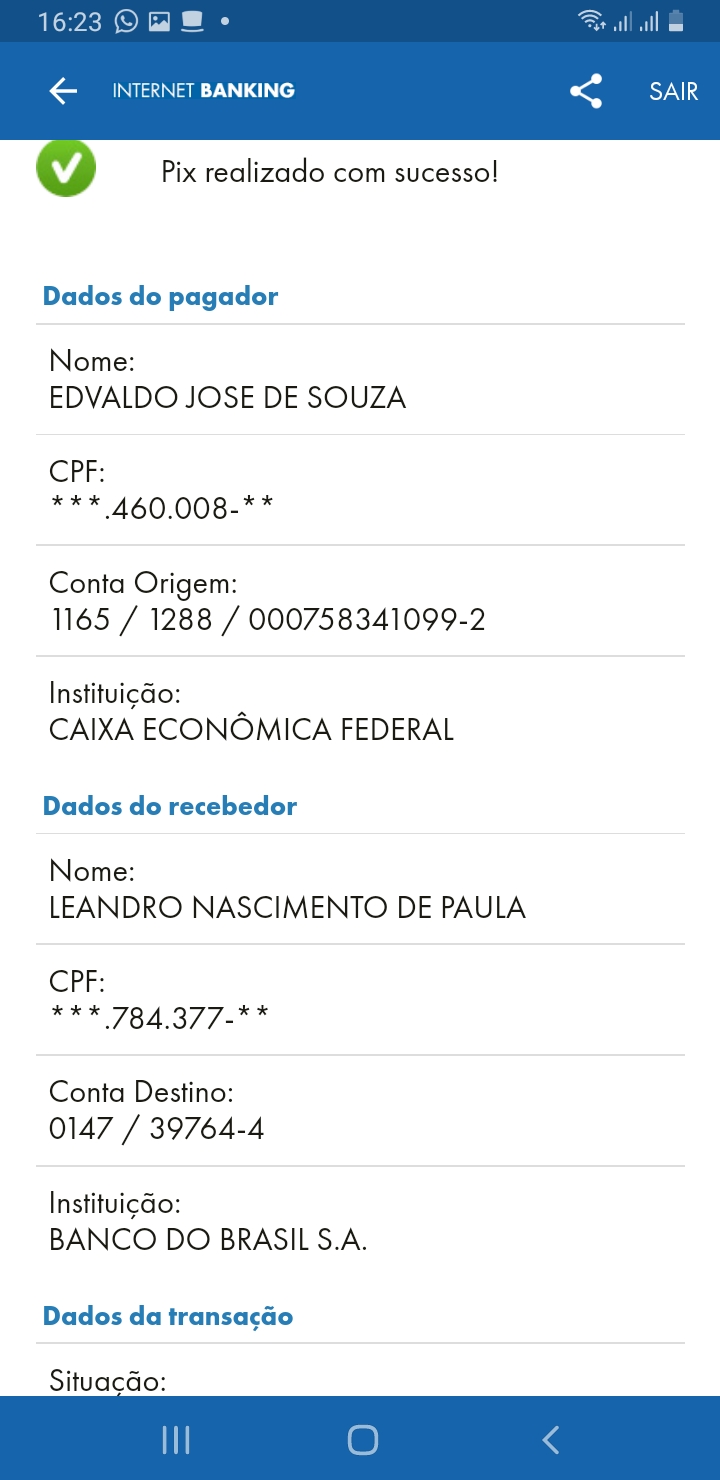 16:23
INTERNET BANKING
SAIR
Pix realizado com sucesso!
Dados do pagador
Nome:
EDVALDO JOSE DE SOUZA
CPF:
***.460.008-**
Conta Origem:
1165 / 1288 / 000758341099-2
Instituição:
CAIXA ECONÔMICA FEDERAL
Dados do recebedor
Nome:
LEANDRO NASCIMENTO DE PAULA
CPF:
***.784.377-**
Conta Destino:
0147 / 39764-4
Instituição:
BANCO DO BRASIL S.A.
Dados da transação
Situação: